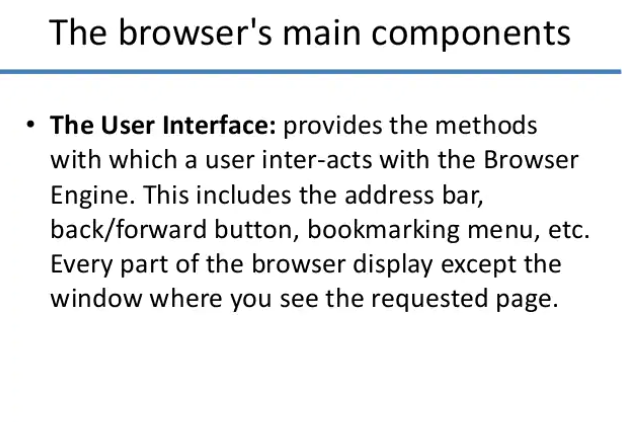 The browser's main components
• The User Interface: provides the methods
with which a user inter-acts with the Browser
Engine. This includes the address bar,
back/forward button, bookmarking menu, etc.
Every part of the browser display except the
window where you see the requested page.